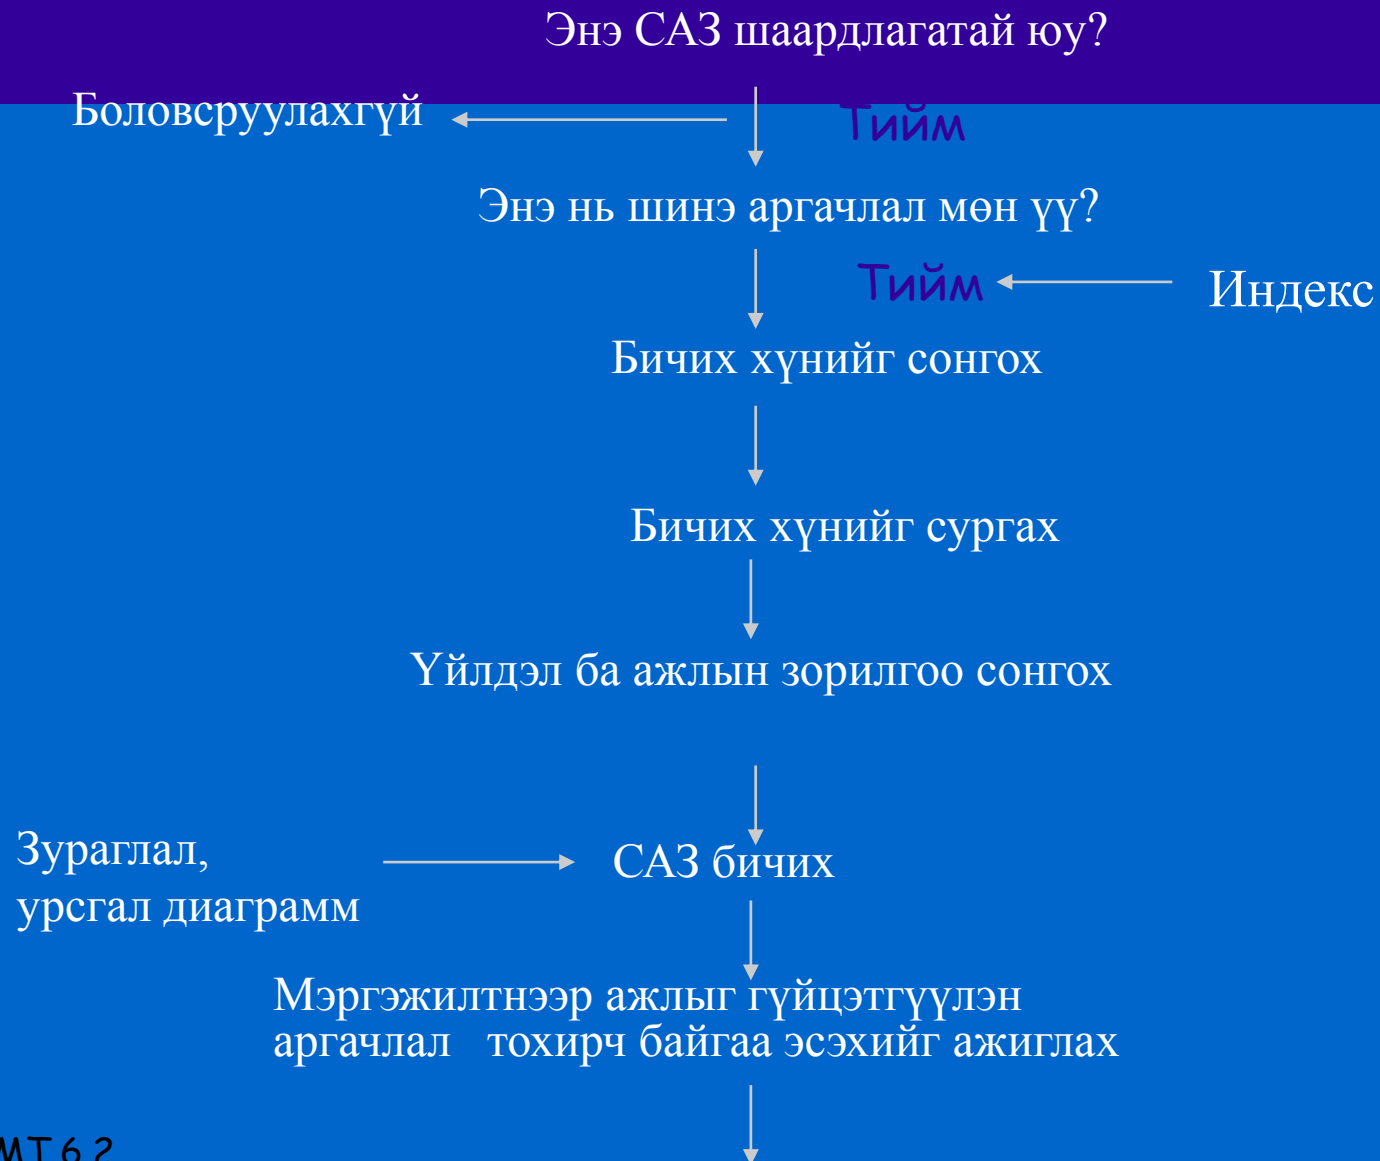 Энэ САЗ шаардлагатай юу?
Боловсруулахгүй
Тийм
Энэ нь шинэ аргачлал мөн үү?
Тийм
Индекс
Бичих хүнийг сонгох
Бичих хүнийг сургах
Үйлдэл ба ажлын зорилгоо сонгох
Зураглал,
урсгал диаграмм
САЗ бичих
Мэргэжилтнээр ажлыг гүйцэтгүүлэн
аргачлал тохирч байгаа эсэхийг ажиглах